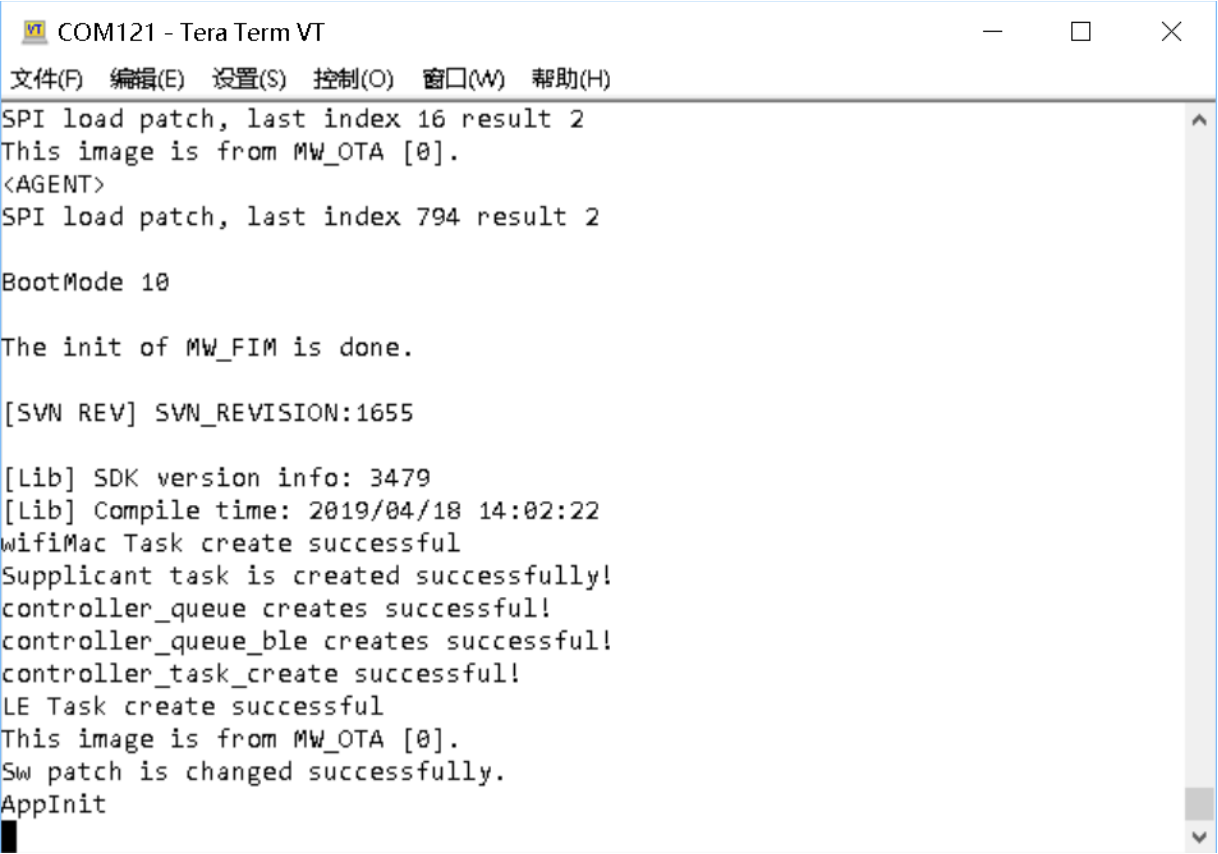 COM121 - Tera Term VT
文件(F) 编辑(E) 设置(S) 控制(O) 窗口(W) 帮助(H)
SPI load patch, last index 16 result 2
This image is from MW_OTA [0].
<AGENT>
SPI load patch, last index 794 result 2
BootMode 10
The init of MW_FIM is done.
[SVN REV] SVN_REVISION:1655
[Lib] SDK version info: 3479
[Lib] Compile time: 2019/04/18 14:02:22
wifiMac Task create successful
Supplicant task is created successfully!
controller_queue creates successful!
controller_queue_ble creates successful!
controller_task_create successful!
LE Task create successful
This image is from MW_OTA [0].
Sw patch is changed successfully.
AppInit